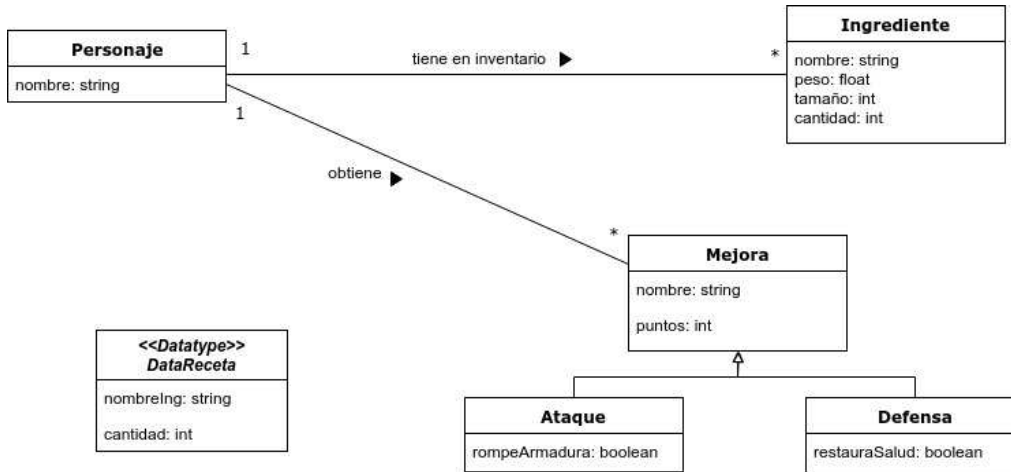 Personaje
nombre: string
1
tiene en inventario
*
Ingrediente
nombre: string
peso: float
tamaño: int
cantidad: int
1
obtiene
*
Mejora
nombre: string
puntos: int
<<Datatype>>
DataReceta
nombreIng: string
cantidad: int
Ataque
rompeArmadura: boolean
Defensa
restauraSalud: boolean